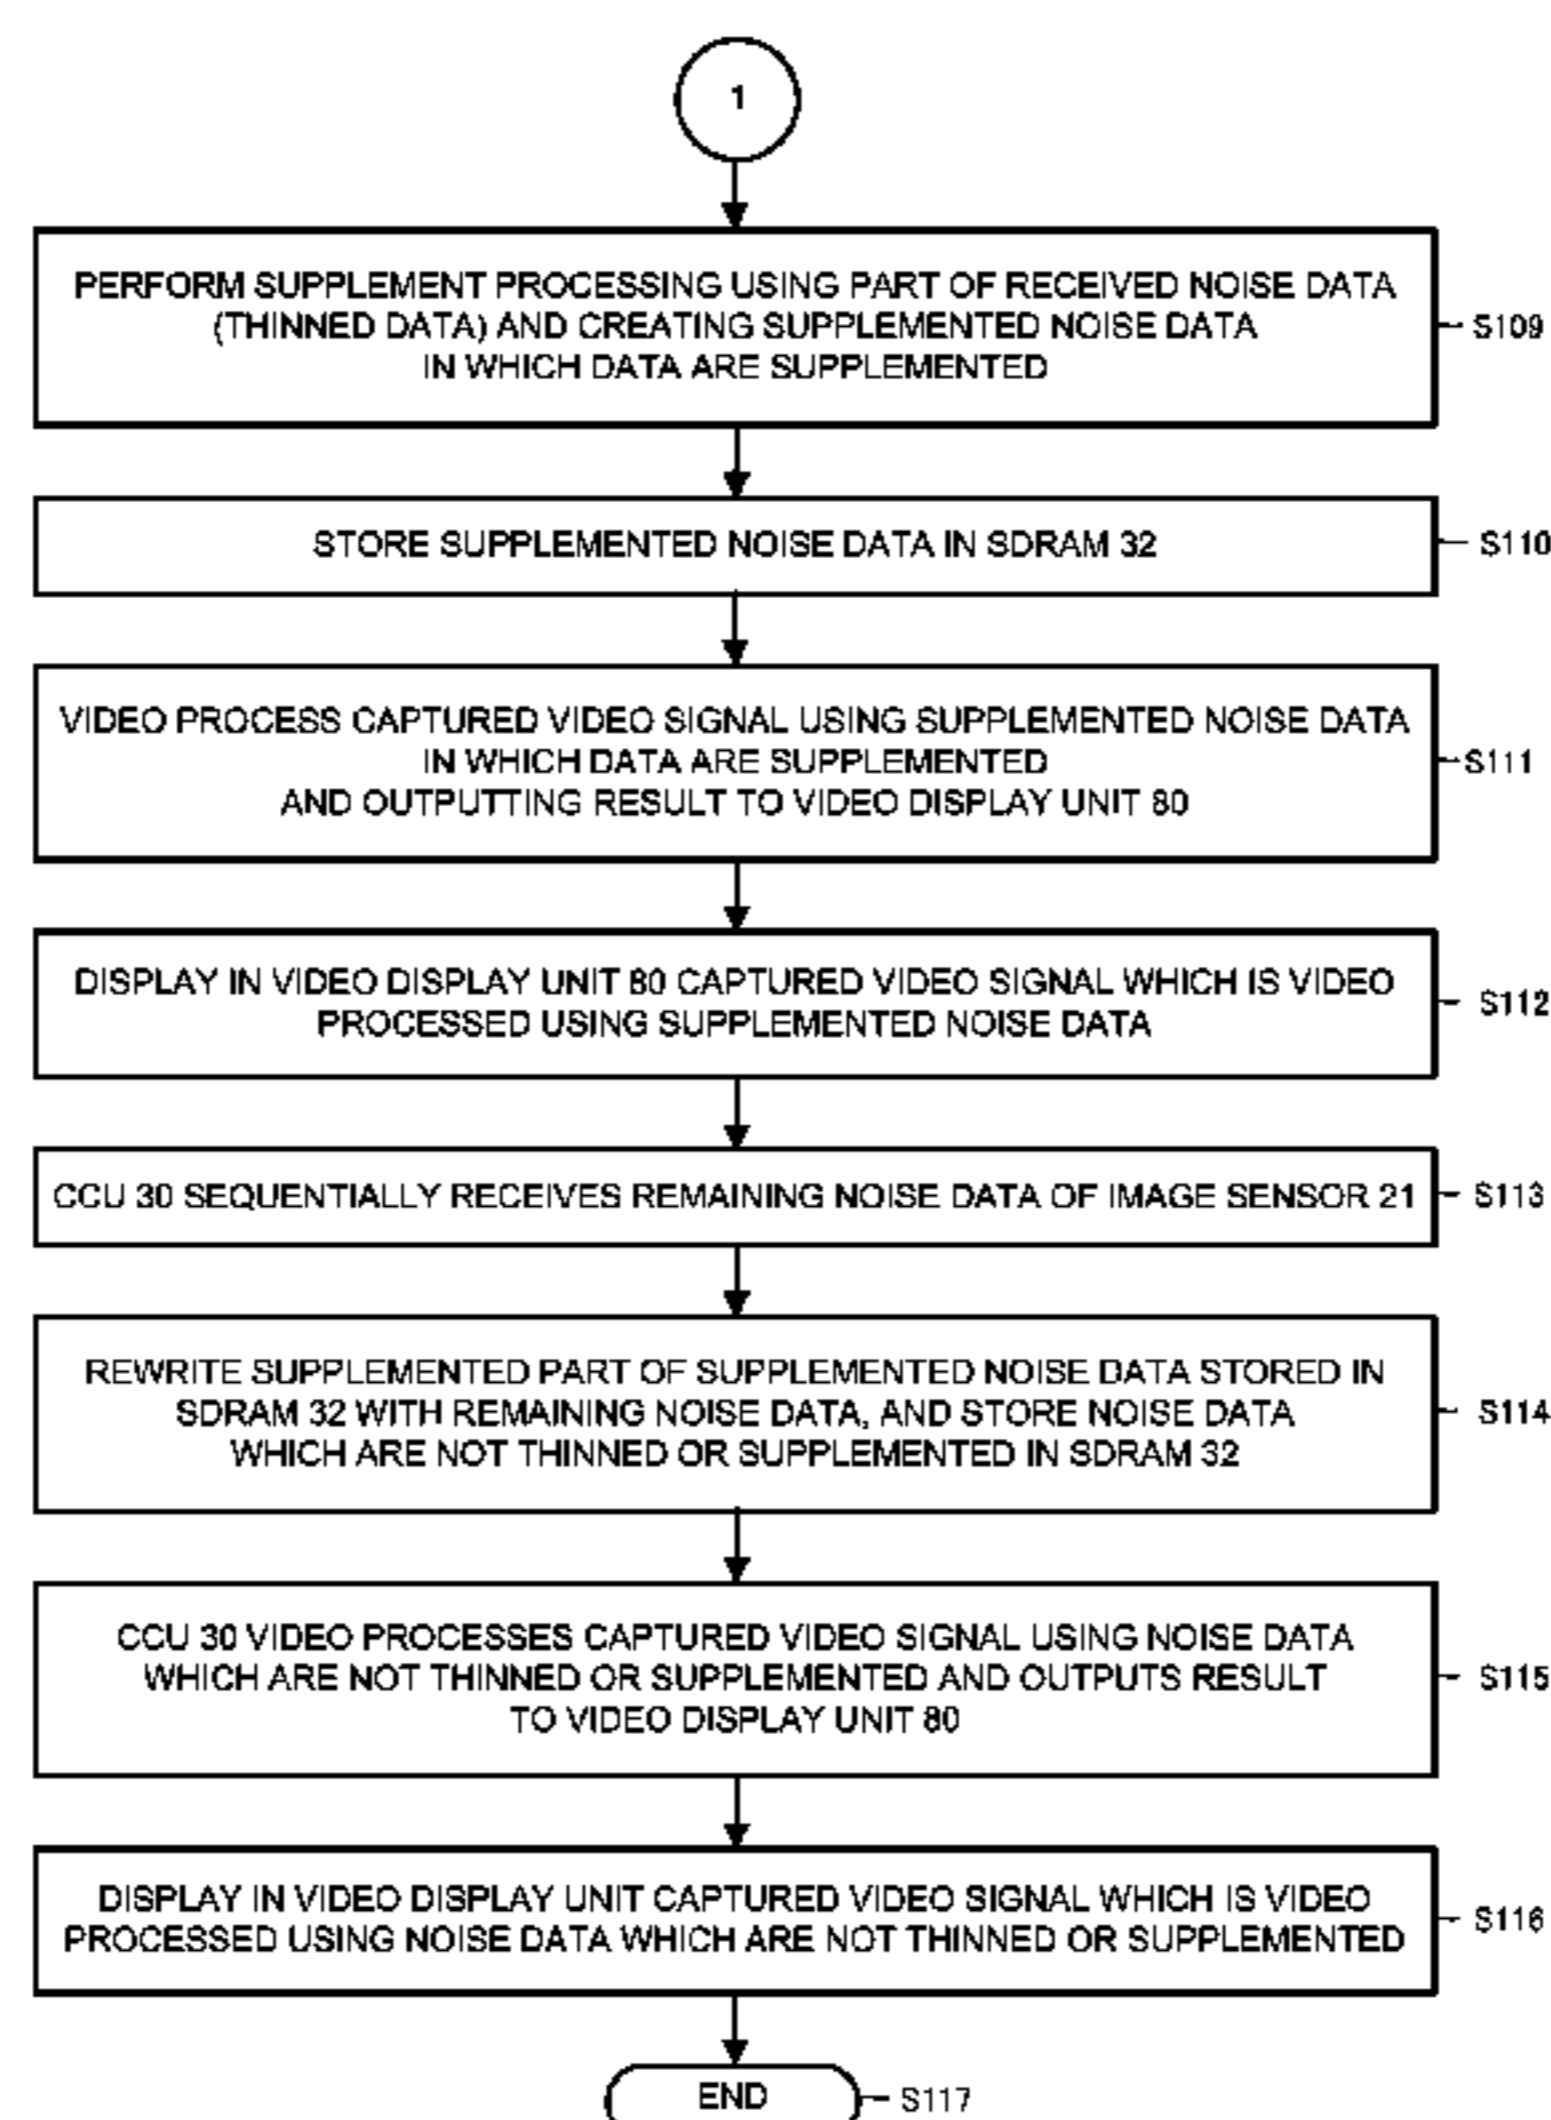 1
PERFORM SUPPLEMENT PROCESSING USING PART OF RECEIVED NOISE DATA
(THINNED DATA) AND CREATING SUPPLEMENTED NOISE DATA
IN WHICH DATA ARE SUPPLEMENTED
S109
STORE SUPPLEMENTED NOISE DATA IN SDRAM 32
S110
VIDEO PROCESS CAPTURED VIDEO SIGNAL USING SUPPLEMENTED NOISE DATA
IN WHICH DATA ARE SUPPLEMENTED
AND OUTPUTTING RESULT TO VIDEO DISPLAY UNIT 80
S111
DISPLAY IN VIDEO DISPLAY UNIT 80 CAPTURED VIDEO SIGNAL WHICH IS VIDEO
PROCESSED USING SUPPLEMENTED NOISE DATA
S112
CCU 30 SEQUENTIALLY RECEIVES REMAINING NOISE DATA OF IMAGE SENSOR 21
S113
REWRITE SUPPLEMENTED PART OF SUPPLEMENTED NOISE DATA STORED IN
SDRAM 32 WITH REMAINING NOISE DATA, AND STORE NOISE DATA
WHICH ARE NOT THINNED OR SUPPLEMENTED IN SDRAM 32
S114
CCU 30 VIDEO PROCESSES CAPTURED VIDEO SIGNAL USING NOISE DATA
WHICH ARE NOT THINNED OR SUPPLEMENTED AND OUTPUTS RESULT
TO VIDEO DISPLAY UNIT 80
S115
DISPLAY IN VIDEO DISPLAY UNIT CAPTURED VIDEO SIGNAL WHICH IS VIDEO
PROCESSED USING NOISE DATA WHICH ARE NOT THINNED OR SUPPLEMENTED
S116
END
S117